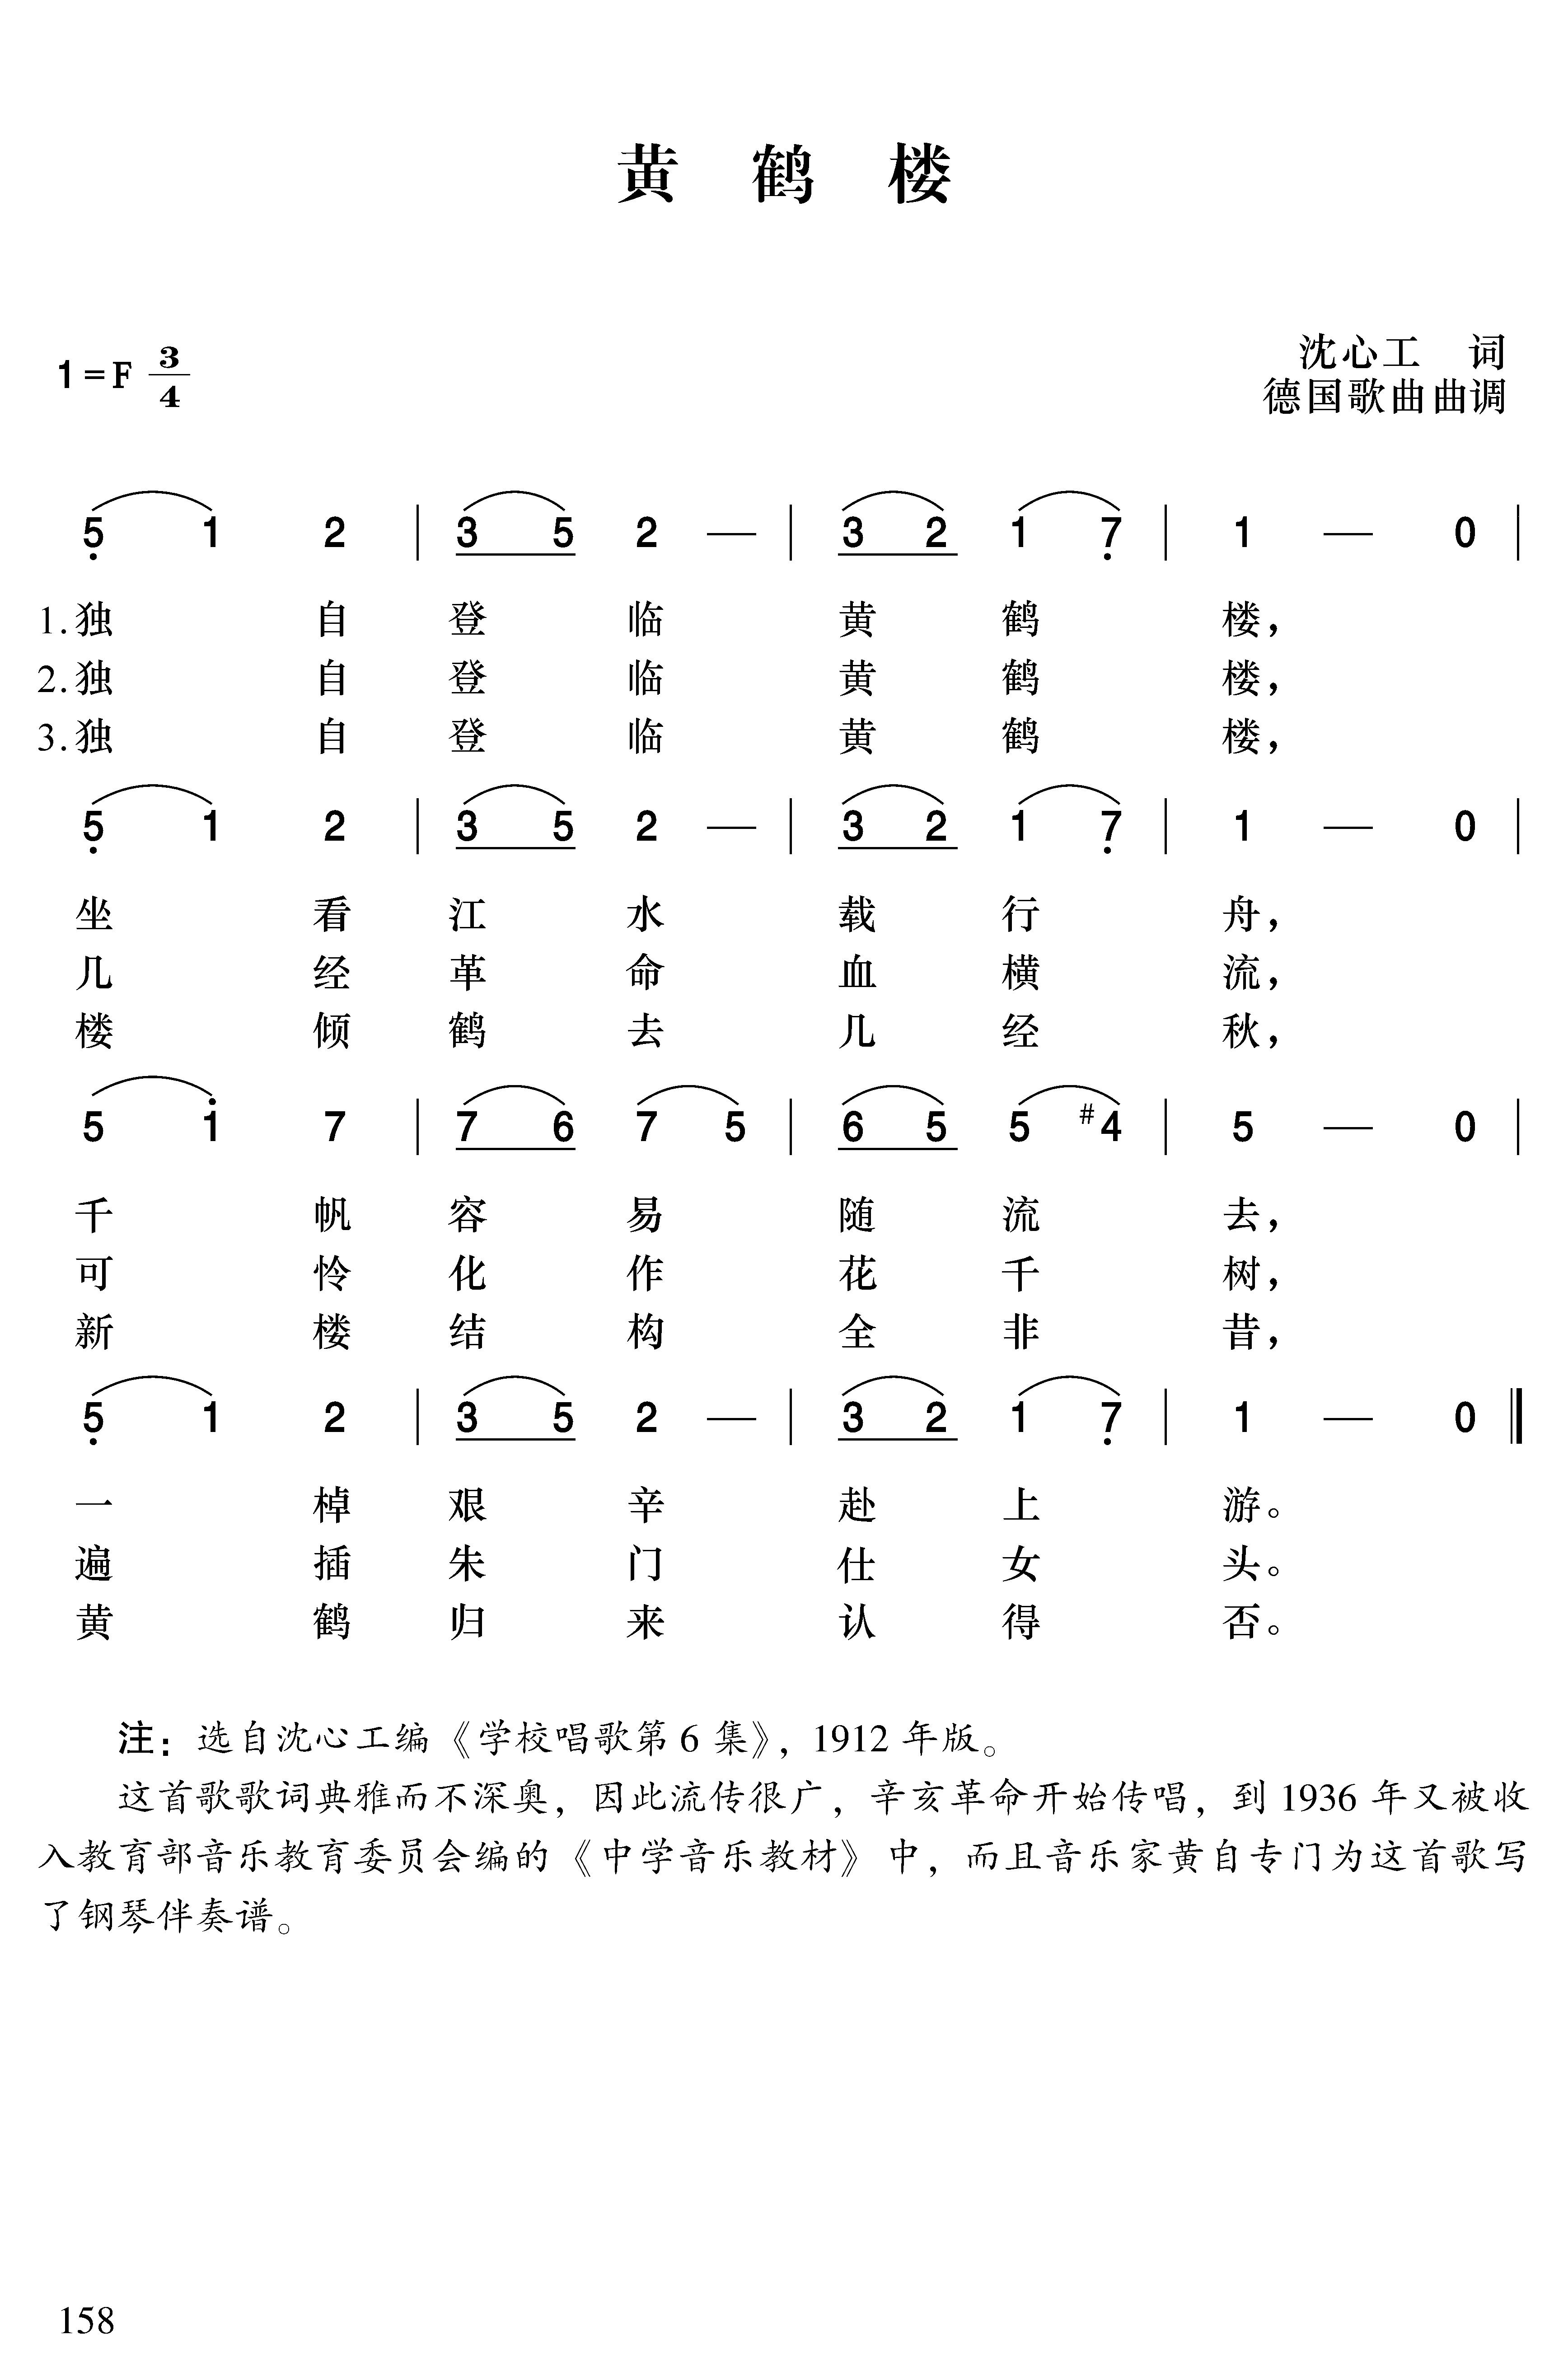 黄 鹤 楼
1=F 3/4
沈心工 词
德国歌曲曲调
5̣ 1 2 | 3 5 2 — | 3 2 1 7̣ | 1 — 0 |
1.独 自 登 临 黄 鹤 楼，
2.独 自 登 临 黄 鹤 楼，
3.独 自 登 临 黄 鹤 楼，
5̣ 1 2 | 3 5 2 — | 3 2 1 7̣ | 1 — 0 |
坐 看 江 水 载 行 舟，
几 经 革 命 血 横 流，
楼 倾 鹤 去 几 经 秋，
5 1̇ 7 | 7 6 7 5 | 6 5 5 #4 | 5 — 0 |
千 帆 容 易 随 流 去，
可 怜 化 作 花 千 树，
新 楼 结 构 全 非 昔，
5̣ 1 2 | 3 5 2 — | 3 2 1 7̣ | 1 — 0 ‖
一 棹 艰 辛 赴 上 游。
遍 插 朱 门 仕 女 头。
黄 鹤 归 来 认 得 否。
注：选自沈心工编《学校唱歌第6集》，1912年版。
这首歌歌词典雅而不深奥，因此流传很广，辛亥革命开始传唱，到1936年又被收
入教育部音乐教育委员会编的《中学音乐教材》中，而且音乐家黄自专门为这首歌写
了钢琴伴奏谱。
158